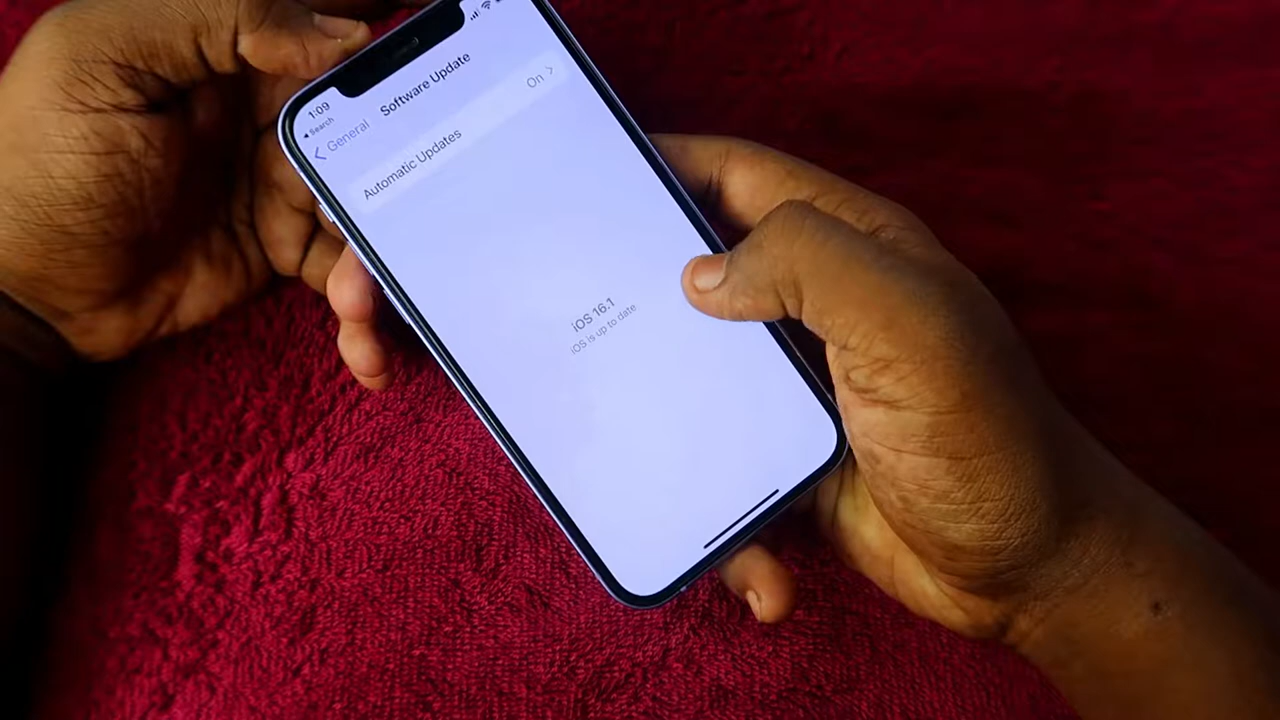 1:09
Search
General
Software Update
Automatic Updates
On
iOS 16.1
iOS is up to date